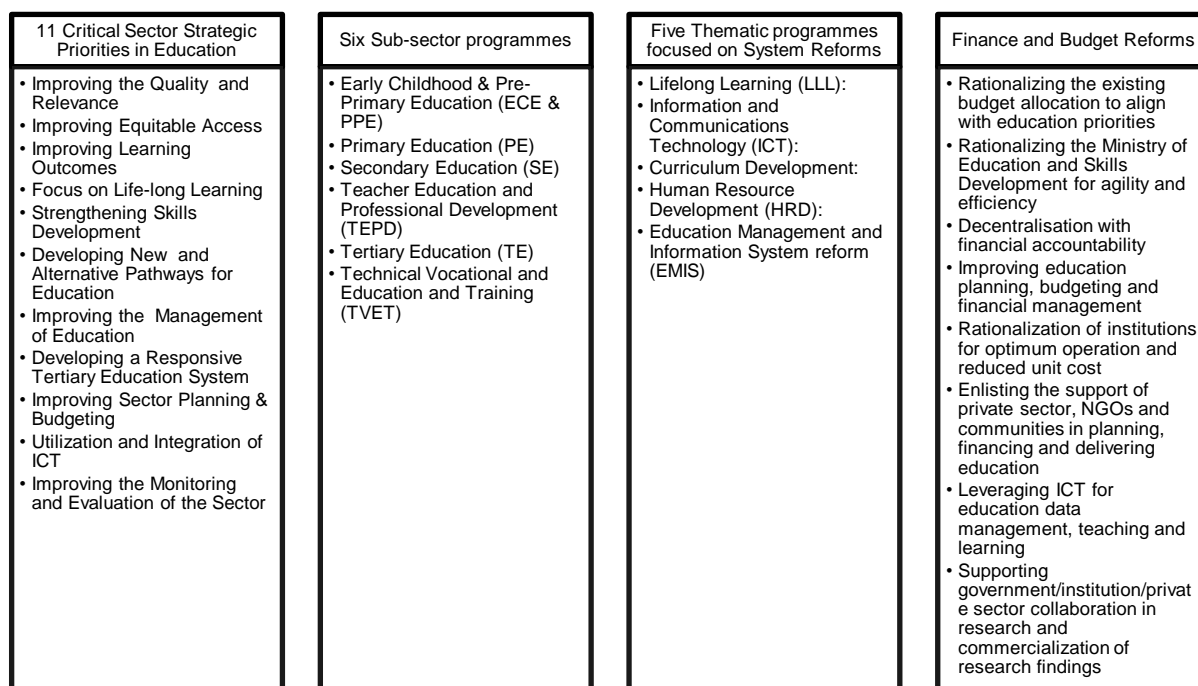 11 Critical Sector Strategic
Priorities in Education
• Improving the Quality and
Relevance
• Improving Equitable Access
• Improving Learning
Outcomes
• Focus on Life-long Learning
• Strengthening Skills
Development
• Developing New and
Alternative Pathways for
Education
• Improving the Management
of Education
• Developing a Responsive
Tertiary Education System
• Improving Sector Planning &
Budgeting
• Utilization and Integration of
ICT
• Improving the Monitoring
and Evaluation of the Sector
Six Sub-sector programmes
• Early Childhood & Pre-
Primary Education (ECE &
PPE)
• Primary Education (PE)
• Secondary Education (SE)
• Teacher Education and
Professional Development
(TEPD)
• Tertiary Education (TE)
• Technical Vocational and
Education and Training
(TVET)
Five Thematic programmes
focused on System Reforms
• Lifelong Learning (LLL):
• Information and
Communications
Technology (ICT):
• Curriculum Development:
• Human Resource
Development (HRD):
• Education Management and
Information System reform
(EMIS)
Finance and Budget Reforms
• Rationalizing the existing
budget allocation to align
with education priorities
• Rationalizing the Ministry of
Education and Skills
Development for agility and
efficiency
• Decentralisation with
financial accountability
• Improving education
planning, budgeting and
financial management
• Rationalization of institutions
for optimum operation and
reduced unit cost
• Enlisting the support of
private sector, NGOs and
communities in planning,
financing and delivering
education
• Leveraging ICT for
education data
management, teaching and
learning
• Supporting
government/institution/privat
e sector collaboration in
research and
commercialization of
research findings